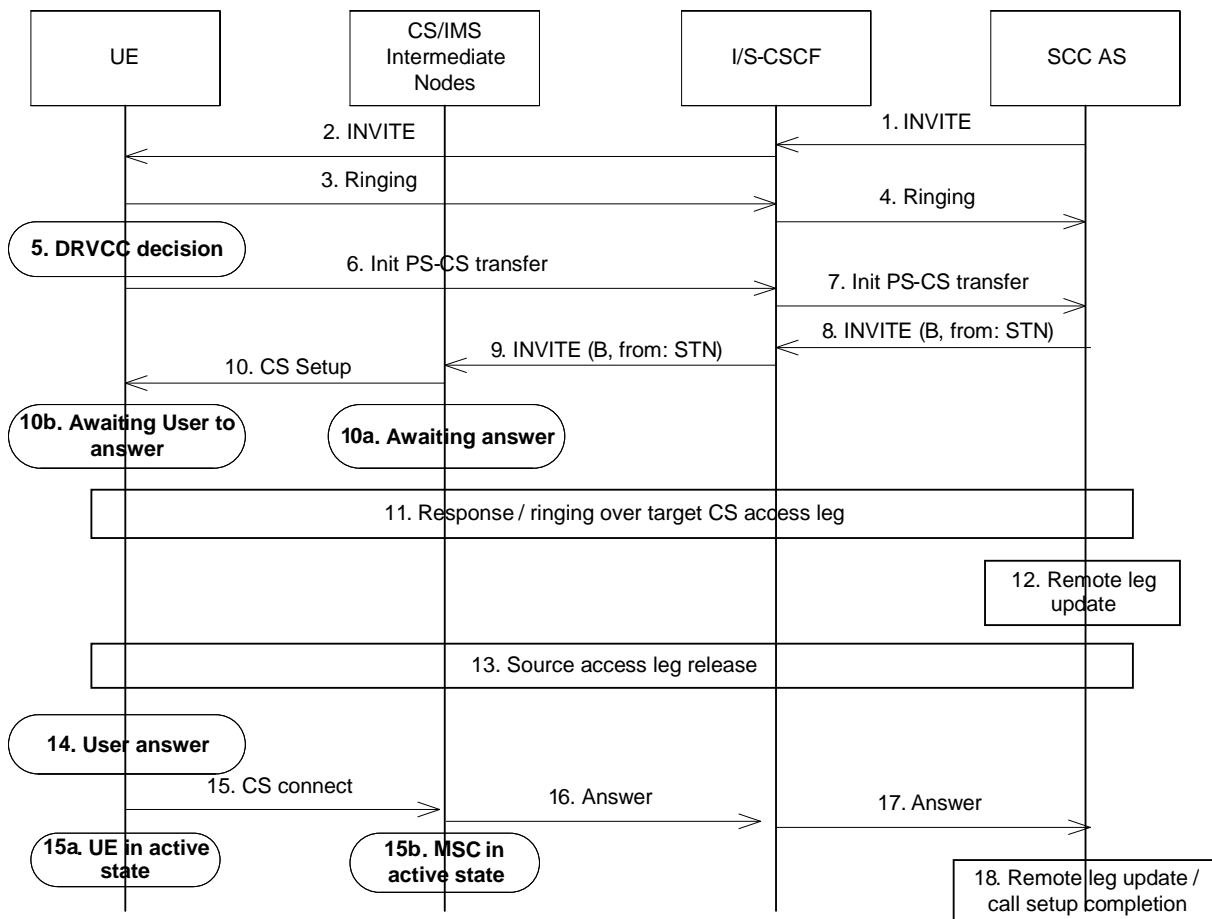 UE
CS/IMS
Intermediate
Nodes
I/S-CSCF
SCC AS
1. INVITE
2. INVITE
3. Ringing
4. Ringing
5. DRVCC decision
6. Init PS-CS transfer
7. Init PS-CS transfer
8. INVITE (B, from: STN)
9. INVITE (B, from: STN)
10. CS Setup
10b. Awaiting User to
answer
10a. Awaiting answer
11. Response / ringing over target CS access leg
12. Remote leg
update
13. Source access leg release
14. User answer
15. CS connect
16. Answer
17. Answer
15a. UE in active
state
15b. MSC in
active state
18. Remote leg update /
call setup completion